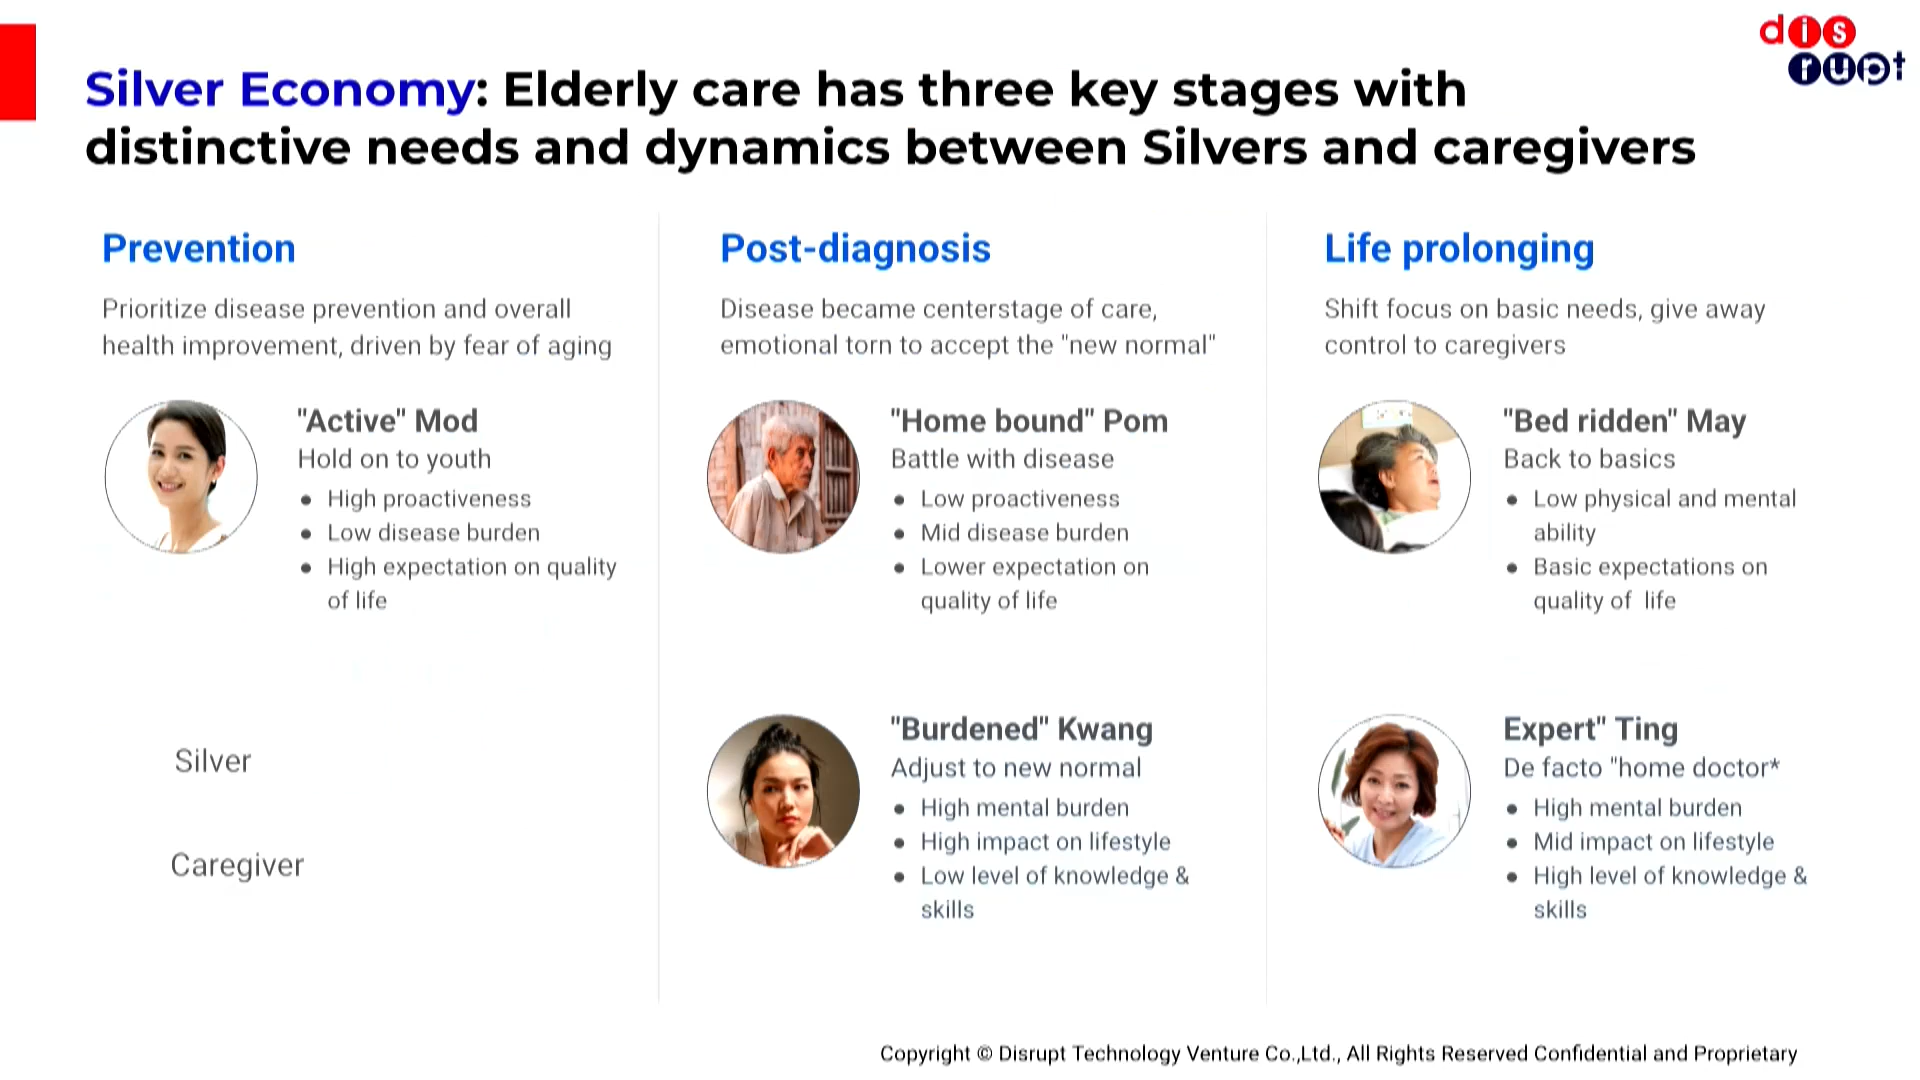 dis
rupt
Silver Economy: Elderly care has three key stages with
distinctive needs and dynamics between Silvers and caregivers
Prevention
Prioritize disease prevention and overall
health improvement, driven by fear of aging
"Active" Mod
Hold on to youth
• High proactiveness
• Low disease burden
• High expectation on quality
of life
Silver
Caregiver
Post-diagnosis
Disease became centerstage of care,
emotional torn to accept the "new normal"
"Home bound" Pom
Battle with disease
• Low proactiveness
• Mid disease burden
• Lower expectation on
quality of life
"Burdened" Kwang
Adjust to new normal
• High mental burden
• High impact on lifestyle
• Low level of knowledge &
skills
Life prolonging
Shift focus on basic needs, give away
control to caregivers
"Bed ridden" May
Back to basics
• Low physical and mental
ability
• Basic expectations on
quality of life
Expert" Ting
De facto "home doctor*
• High mental burden
• Mid impact on lifestyle
• High level of knowledge &
skills
Copyright © Disrupt Technology Venture Co.,Ltd., All Rights Reserved Confidential and Proprietary